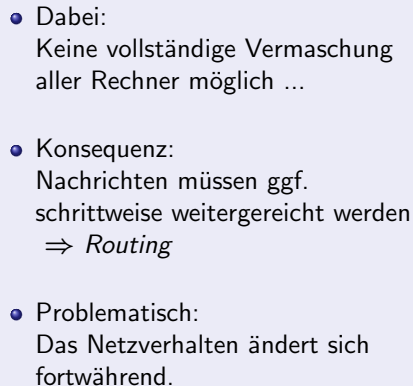 • Dabei:
Keine vollständige Vermaschung
aller Rechner möglich ...
• Konsequenz:
Nachrichten müssen ggf.
schrittweise weitergereicht werden
⇒ Routing
• Problematisch:
Das Netzverhalten ändert sich
fortwährend.